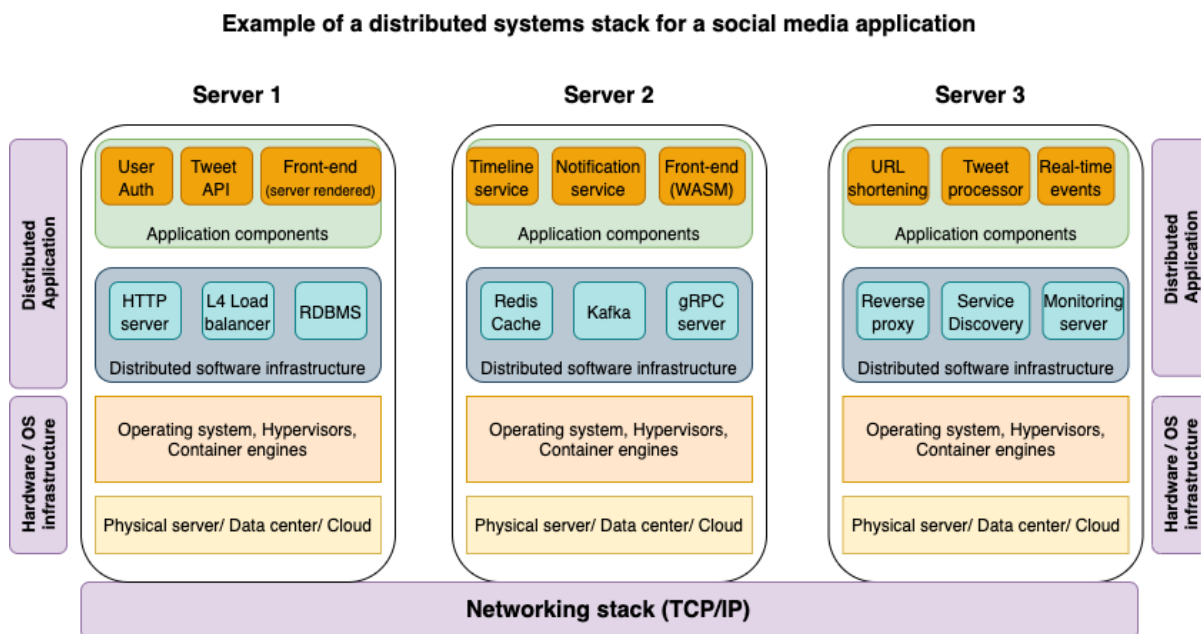 Example of a distributed systems stack for a social media application
Server 1
Server 2
Server 3
Distributed
Application
User
Auth
Tweet
API
Front-end
(server rendered)
Application components
Timeline
service
Notification
service
Front-end
(WASM)
Application components
URL
shortening
Tweet
processor
Real-time
events
Application components
Distributed
Application
HTTP
server
L4 Load
balancer
RDBMS
Distributed software infrastructure
Redis
Cache
Kafka
gRPC
server
Distributed software infrastructure
Reverse
proxy
Service
Discovery
Monitoring
server
Distributed software infrastructure
Hardware / OS
infrastructure
Operating system, Hypervisors,
Container engines
Operating system, Hypervisors,
Container engines
Operating system, Hypervisors,
Container engines
Hardware / OS
infrastructure
Physical server/ Data center/ Cloud
Physical server/ Data center/ Cloud
Physical server/ Data center/ Cloud
Networking stack (TCP/IP)